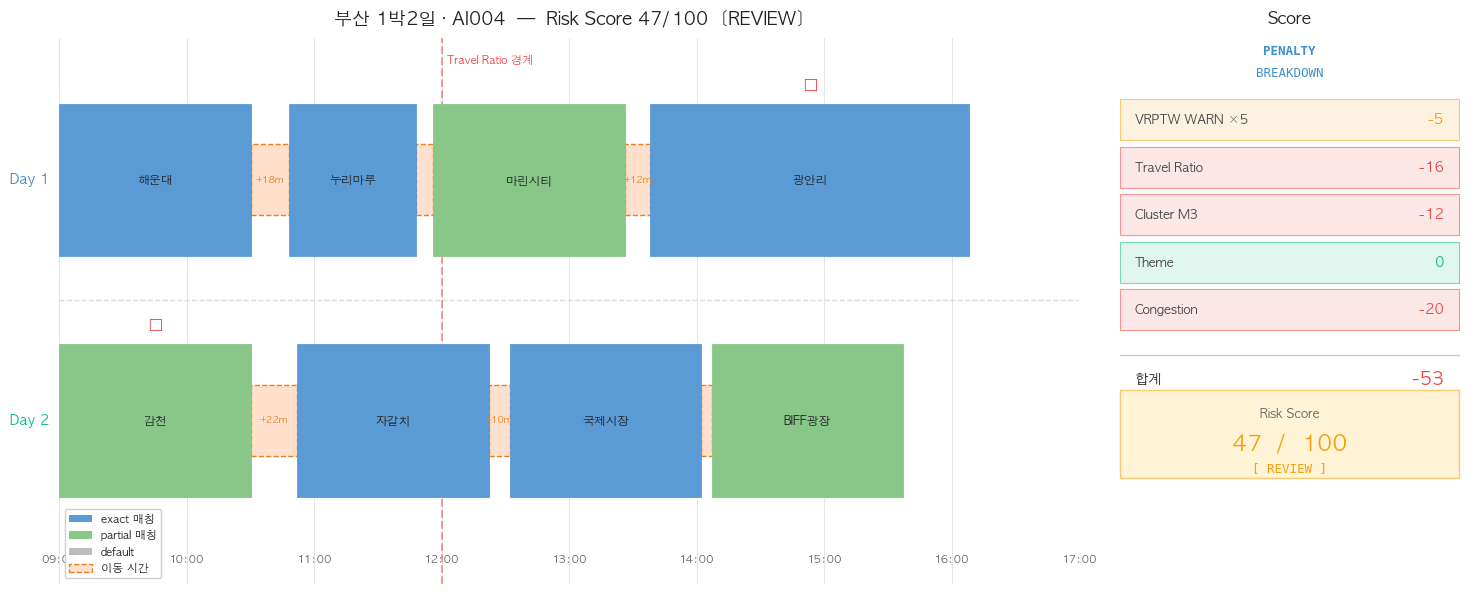 부산 1박2일 · AI004 — Risk Score 47/100 [REVIEW]
Travel Ratio 경계
Day 1
해운대
+18m
누리마루
마린시티
+12m
광안리
Day 2
감천
+22m
자갈치
+10m
국제시장
BIFF광장
exact 매칭
partial 매칭
default
이동 시간
10:00
11:00
12:00
13:00
14:00
15:00
16:00
17:00
Score
PENALTY
BREAKDOWN
VRPTW WARN ×5 -5
Travel Ratio -16
Cluster M3 -12
Theme 0
Congestion -20
합계 -53
Risk Score
47 / 100
[ REVIEW ]